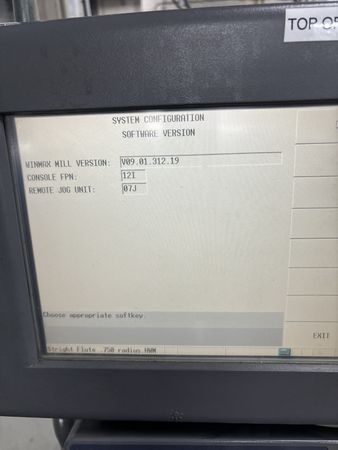 TOP
SYSTEM CONFIGURATION
SOFTWARE VERSION
WINMAX MILL VERSION: V09.01.312.19
CONSOLE FPN: 12I
REMOTE JOG UNIT: 07J
Choose appropriate softkey.
EXIT
Stright Flute .750 radius.HWM